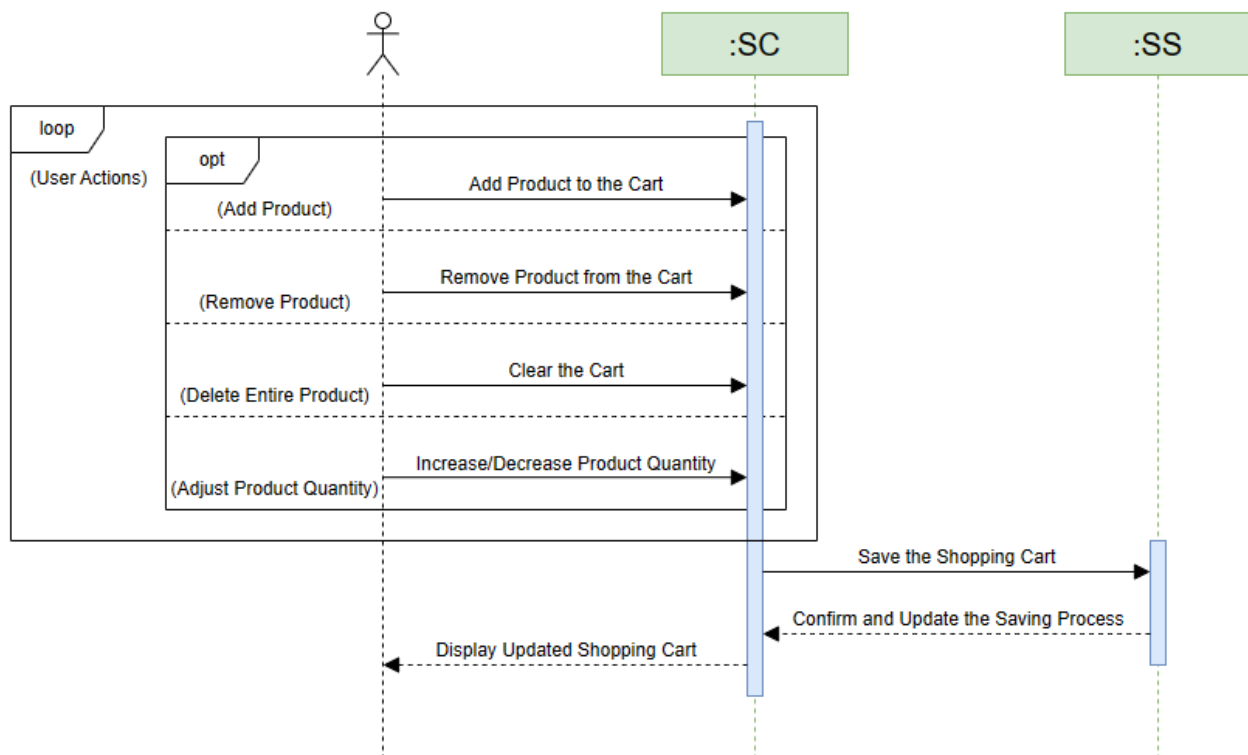 :SC
:SS
loop
(User Actions)
opt
Add Product to the Cart
(Add Product)
Remove Product from the Cart
(Remove Product)
Clear the Cart
(Delete Entire Product)
Increase/Decrease Product Quantity
(Adjust Product Quantity)
Save the Shopping Cart
Confirm and Update the Saving Process
Display Updated Shopping Cart